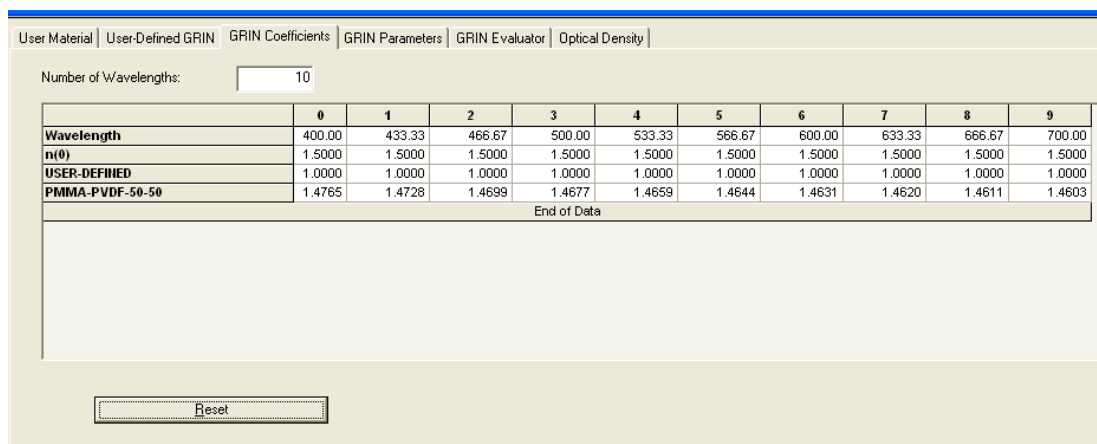 User Material User-Defined GRIN GRIN Coefficients GRIN Parameters GRIN Evaluator Optical Density
Number of Wavelengths: 10
0 1 2 3 4 5 6 7 8 9
Wavelength 400.00 433.33 466.67 500.00 533.33 566.67 600.00 633.33 666.67 700.00
n(0) 1.5000 1.5000 1.5000 1.5000 1.5000 1.5000 1.5000 1.5000 1.5000 1.5000
USER-DEFINED 1.0000 1.0000 1.0000 1.0000 1.0000 1.0000 1.0000 1.0000 1.0000 1.0000
PMMA-PVDF-50-50 1.4765 1.4728 1.4699 1.4677 1.4659 1.4644 1.4631 1.4620 1.4611 1.4603
End of Data
Reset